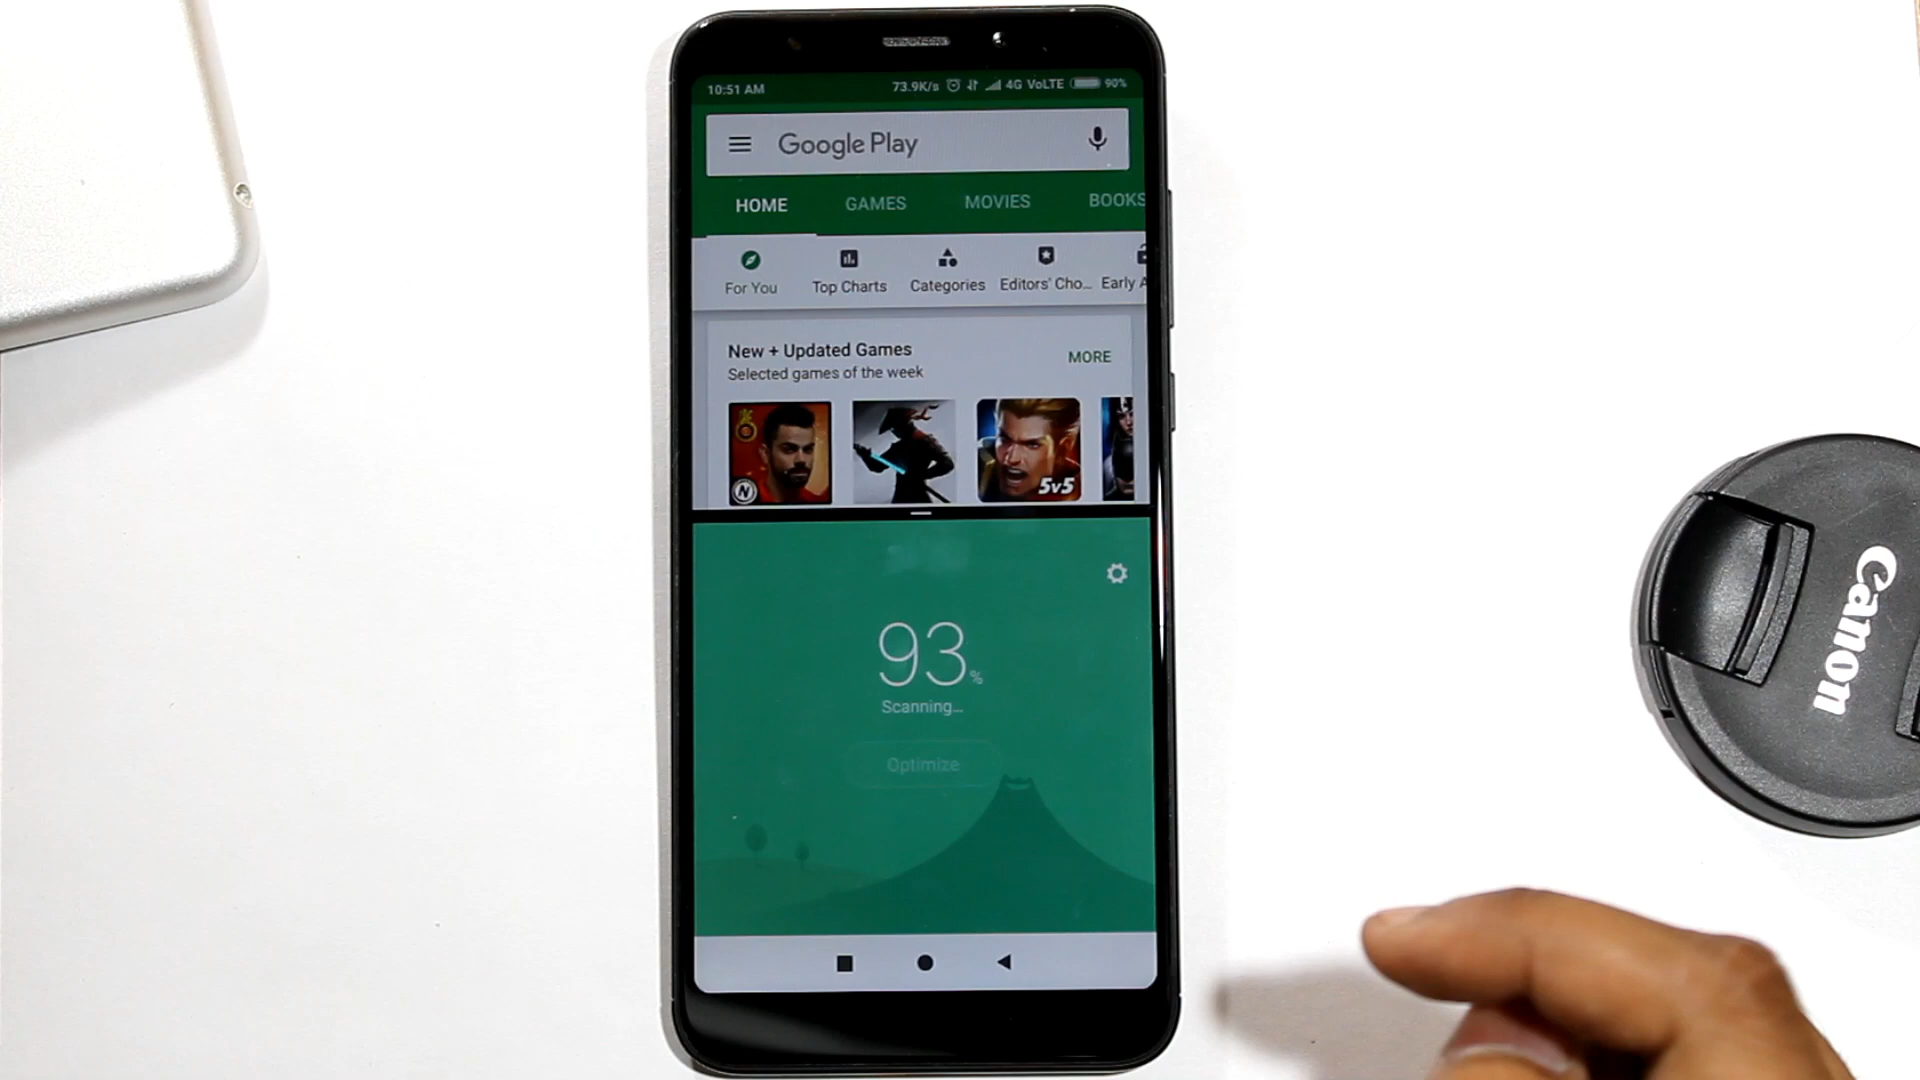 10:51 AM 73.9K/s 4G VoLTE 90%
Google Play
HOME GAMES MOVIES BOOKS
For You Top Charts Categories Editors' Cho... Early A
New + Updated Games MORE
Selected games of the week
N 5v5
93%
Scanning...
Optimize
Canon